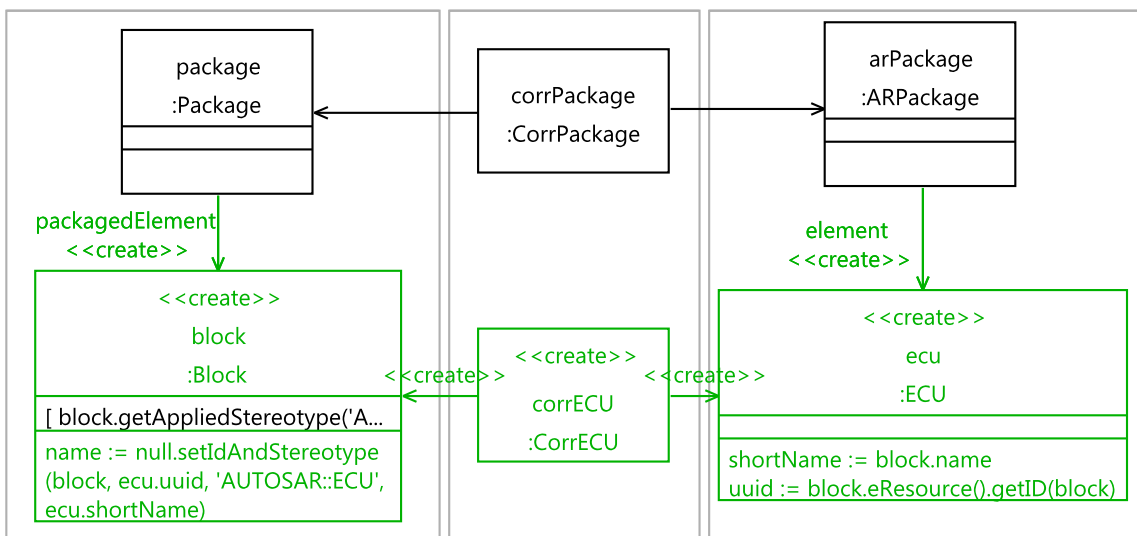 package
:Package
corrPackage
:CorrPackage
arPackage
:ARPackage
packagedElement
<<create>>
element
<<create>>
<<create>>
block
:Block
[ block.getAppliedStereotype('A...
name := null.setIdAndStereotype
(block, ecu.uuid, 'AUTOSAR::ECU',
ecu.shortName)
<<create>>
<<create>>
corrECU
:CorrECU
<<create>>
<<create>>
ecu
:ECU
shortName := block.name
uuid := block.eResource().getID(block)